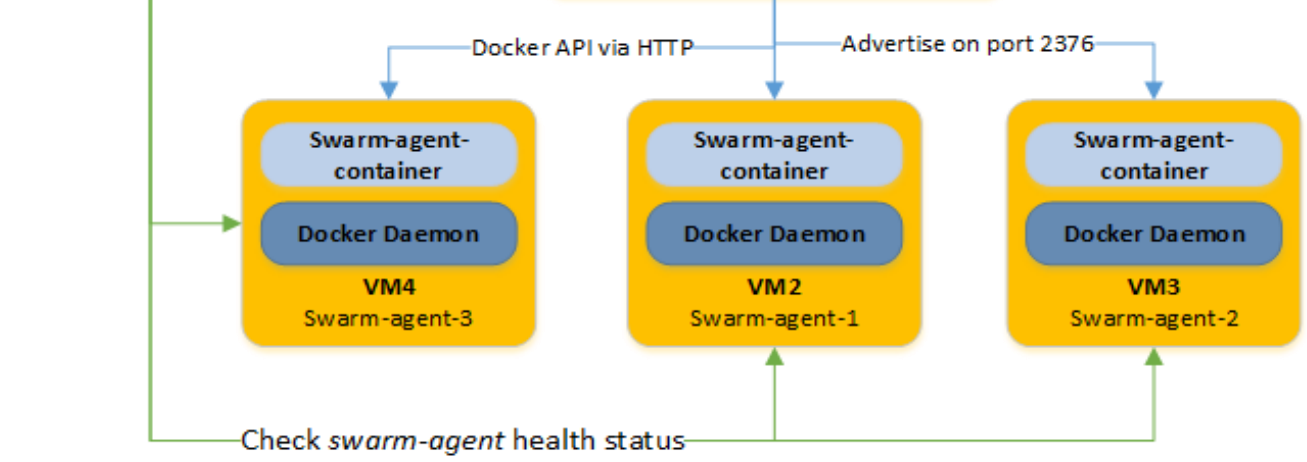 Docker API via HTTP
Advertise on port 2376
Swarm-agent-
container
Docker Daemon
VM4
Swarm-agent-3
Swarm-agent-
container
Docker Daemon
VM2
Swarm-agent-1
Swarm-agent-
container
Docker Daemon
VM3
Swarm-agent-2
Check swarm-agent health status